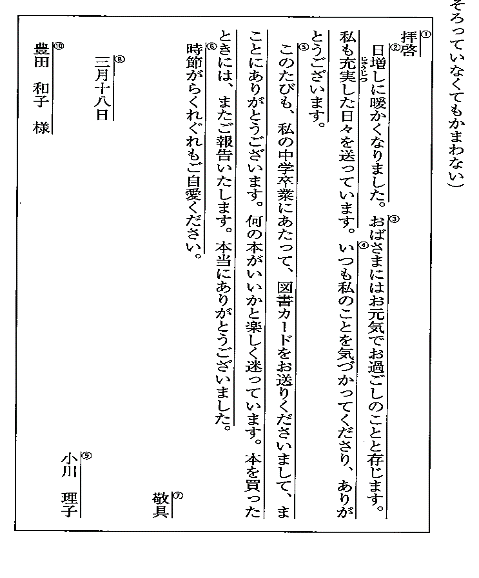 そろっていなくてもかまわない）
①拝啓
②日増しに暖かくなりました。③おばさまにはお元気でお過ごしのことと存じます。
私も充実した日々を送っています。④いつも私のことを気づかってくださり、ありが
じゅうじつ
とうございます。
⑤このたびも、私の中学卒業にあたって、図書カードをお送りくださいまして、ま
ことにありがとうございます。何の本がいいかと楽しく迷っています。本を買った
ときには、またご報告いたします。本当にありがとうございました。
⑥時節がらくれぐれもご自愛ください。
⑦敬具
⑧三月十八日
⑨小川　理子
⑩豊田　和子　様